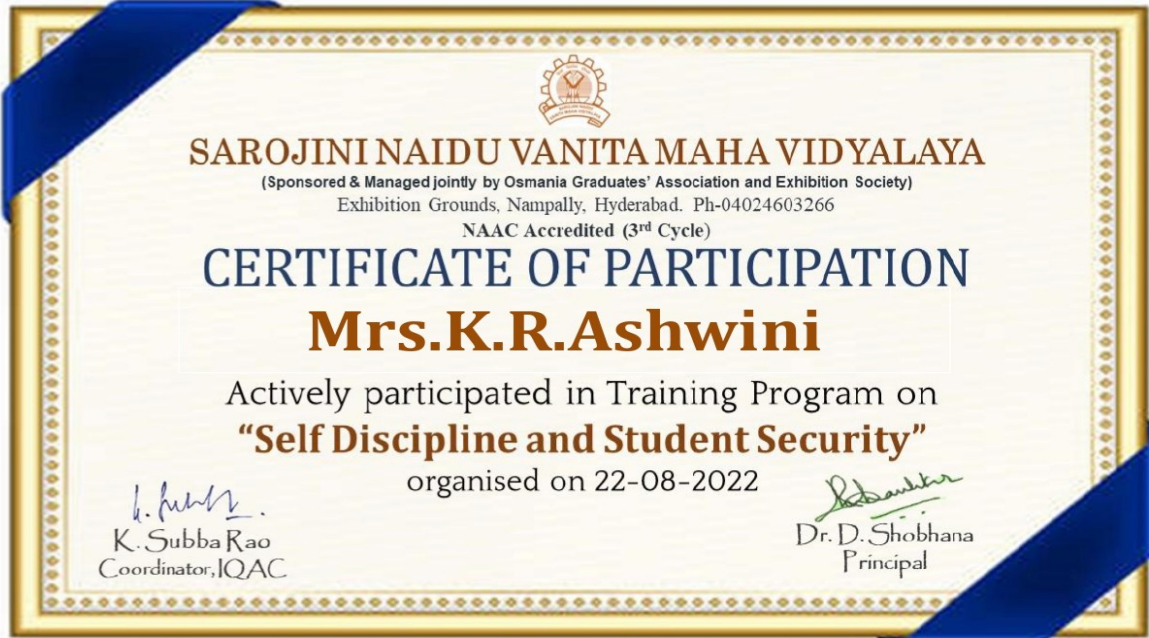 SAROJINI NAIDU VANITA MAHA VIDYALAYA
(Sponsored & Managed jointly by Osmania Graduates' Association and Exhibition Society)
Exhibition Grounds, Nampally, Hyderabad. Ph-04024603266
NAAC Accredited (3rd Cycle)
CERTIFICATE OF PARTICIPATION
Mrs.K.R.Ashwini
Actively participated in Training Program on
“Self Discipline and Student Security”
organised on 22-08-2022
K. Subba Rao
Coordinator, IQAC
Dr. D. Shobhana
Principal